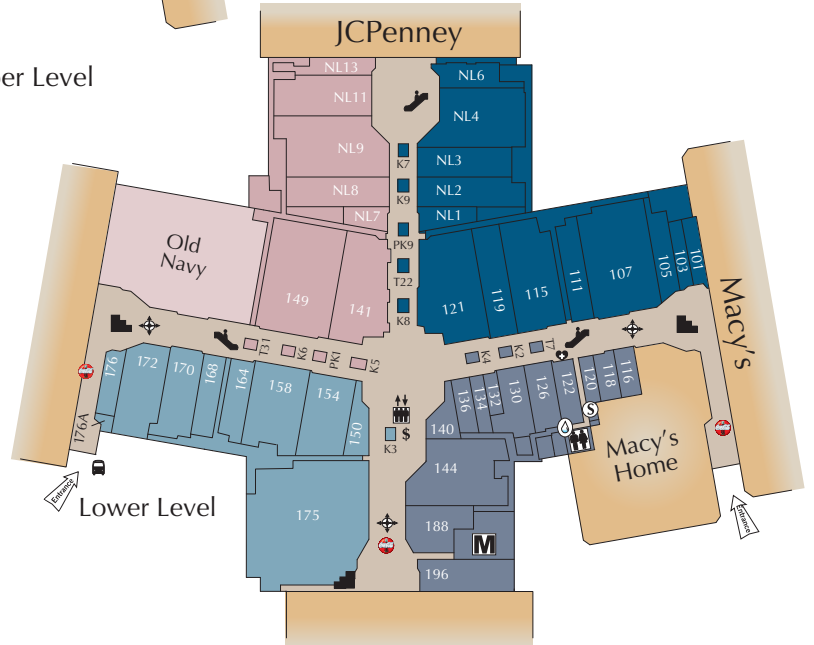 JCPenney
er Level
NL13
NL6
NL11
NL4
NL9
K7
NL3
K9
NL8
NL2
NL7
NL1
PK9
Old
Navy
T22
149
141
K8
121
119
115
111
107
105
103
101
Macy's
T31
K6
PK1
K5
K4
K2
T7
176
172
170
168
164
158
154
150
136
134
132
130
126
122
120
118
116
176A
$
K3
140
S
Macy's
Home
144
Entrance
Lower Level
175
188
M
Entrance
196